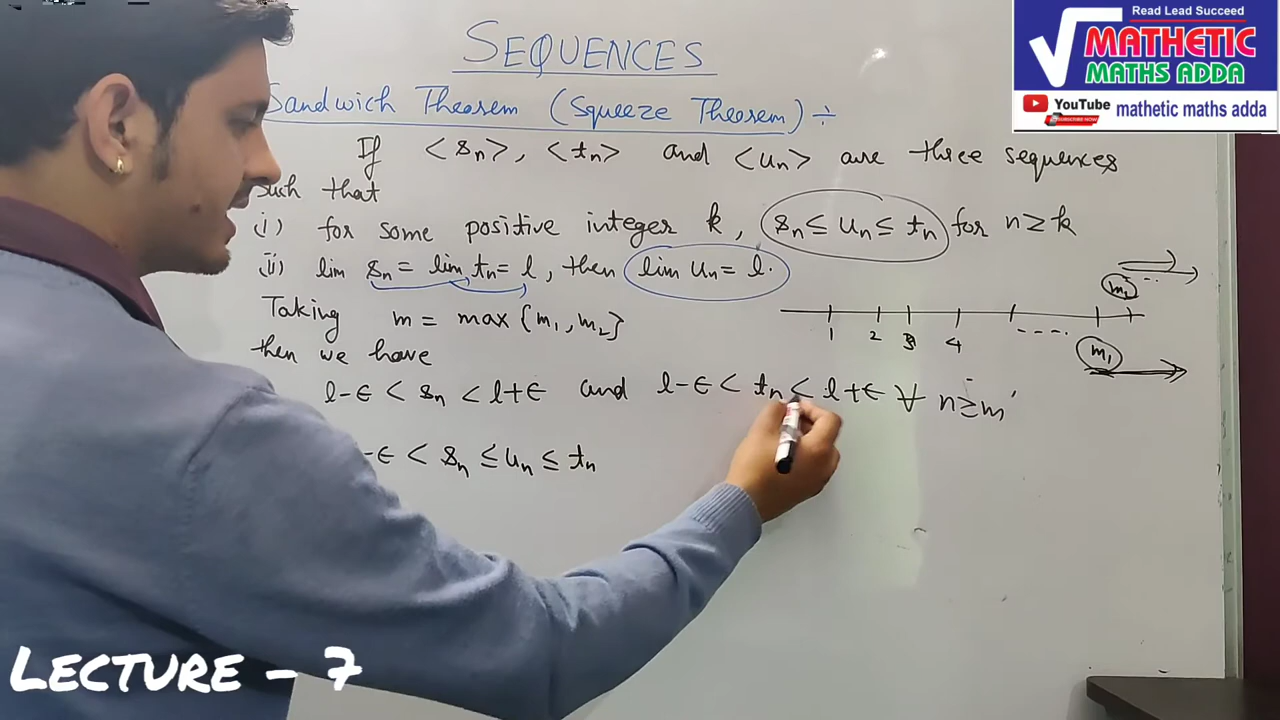 Read Lead Succeed
MATHETIC
MATHS ADDA
YouTube mathetic maths adda
SUBSCRIBE NOW
SEQUENCES
Sandwich Theorem (Squeeze Theorem) ÷
If <sn>, <tn> and <un> are three sequences
such that
i) for some positive integer k, sn ≤ un ≤ tn for n ≥ k
ii) lim sn = lim tn = l, then lim un = l.
Taking m = max {m1, m2}
then we have
1 2 3 4 ---- m1 m2
l-ϵ < sn < l+ϵ and l-ϵ < tn < l+ϵ ∀ n ≥ m
-ϵ < sn ≤ un ≤ tn
LECTURE - 7